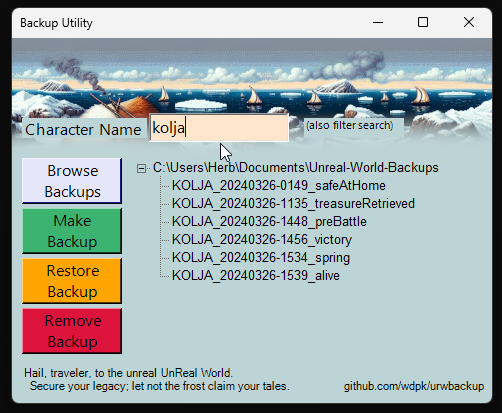 Backup Utility
Character Name kolja (also filter search)
Browse
Backups
Make
Backup
Restore
Backup
Remove
Backup
C:\Users\Herb\Documents\Unreal-World-Backups
KOLJA_20240326-0149_safeAtHome
KOLJA_20240326-1135_treasureRetrieved
KOLJA_20240326-1448_preBattle
KOLJA_20240326-1456_victory
KOLJA_20240326-1534_spring
KOLJA_20240326-1539_alive
Hail, traveler, to the unreal UnReal World.
Secure your legacy; let not the frost claim your tales.
github.com/wdpk/urwbackup